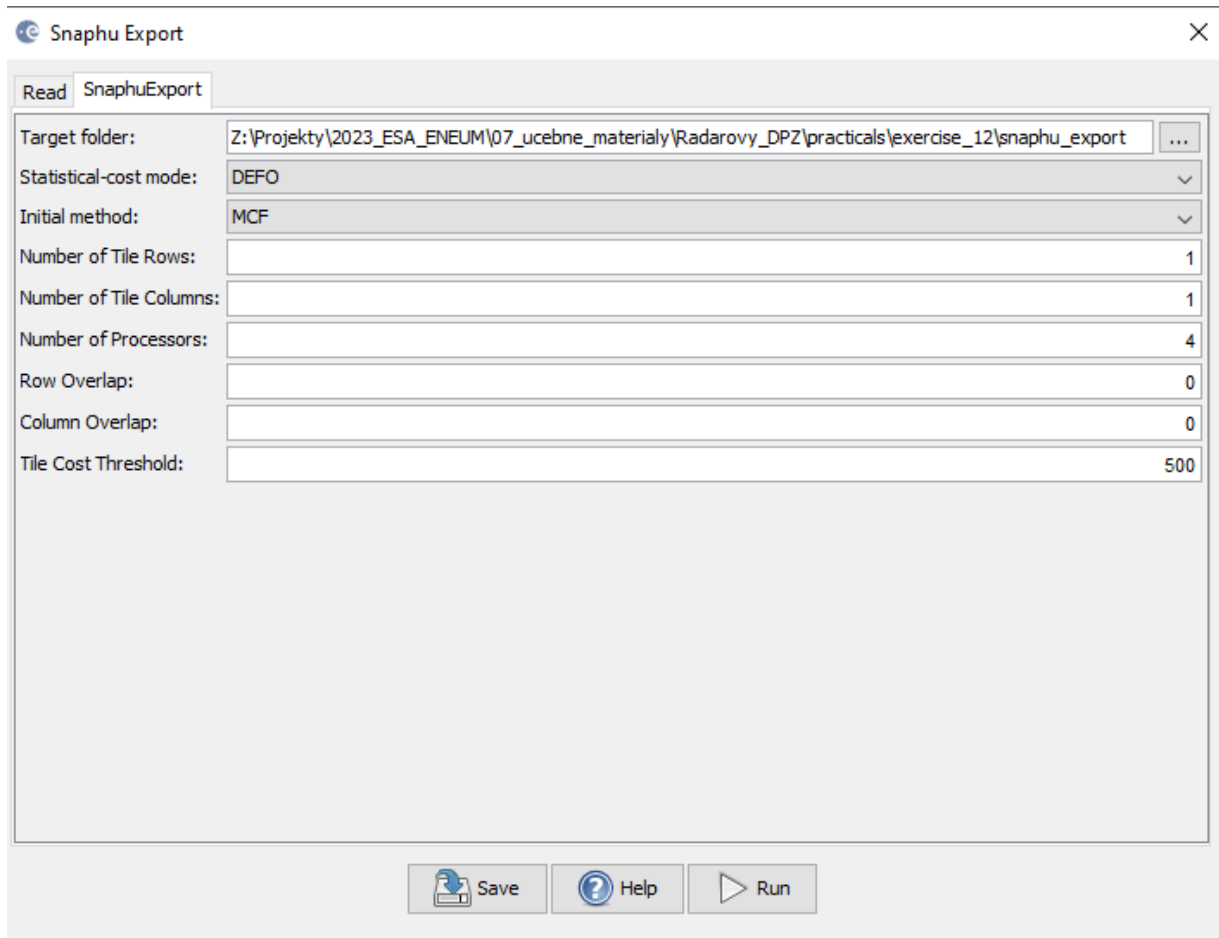 Snaphu Export
Read SnaphuExport
Target folder: Z:\Projekty\2023_ESA_ENEUM\07_ucebne_materialy\Radarovy_DPZ\practicals\exercise_12\snaphu_export ...
Statistical-cost mode: DEFO
Initial method: MCF
Number of Tile Rows: 1
Number of Tile Columns: 1
Number of Processors: 4
Row Overlap: 0
Column Overlap: 0
Tile Cost Threshold: 500
Save Help Run